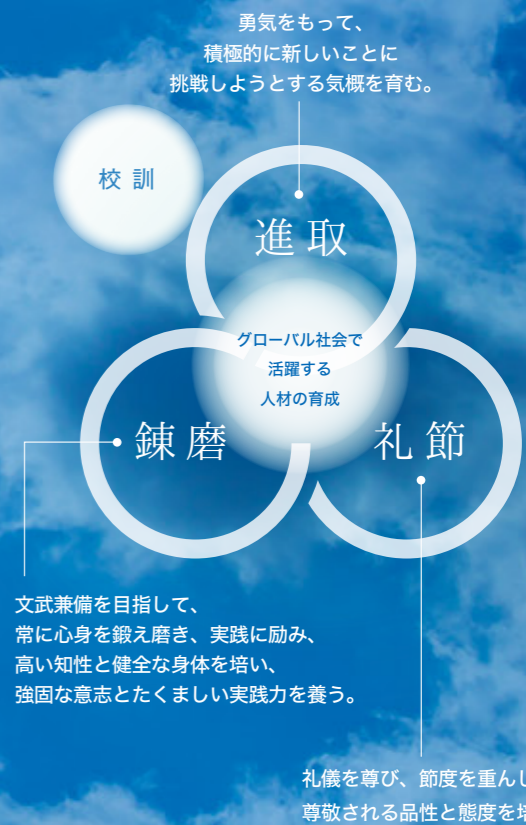 勇気をもって、
積極的に新しいことに
挑戦しようとする気概を育む。
校訓
進取
グローバル社会で
活躍する
人材の育成
錬磨
礼節
文武兼備を目指して、
常に心身を鍛え磨き、実践に励み、
高い知性と健全な身体を培い、
強固な意志とたくましい実践力を養う。
礼儀を尊び、節度を重んじ
尊敬される品性と態度を